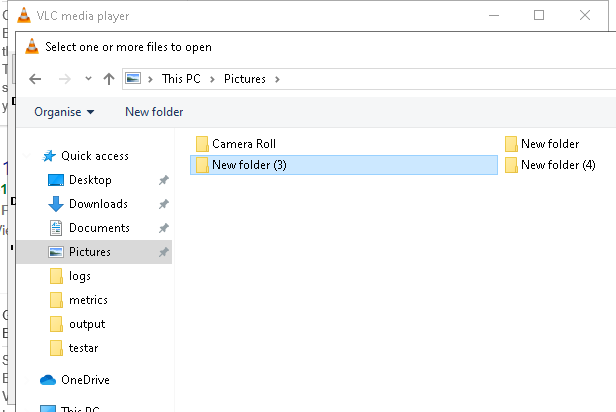 VLC media player
Select one or more files to open
This PC > Pictures >
Organise New folder
Camera Roll New folder
New folder (3) New folder (4)
Quick access
Desktop
Downloads
Documents
Pictures
logs
metrics
output
testar
OneDrive
This PC